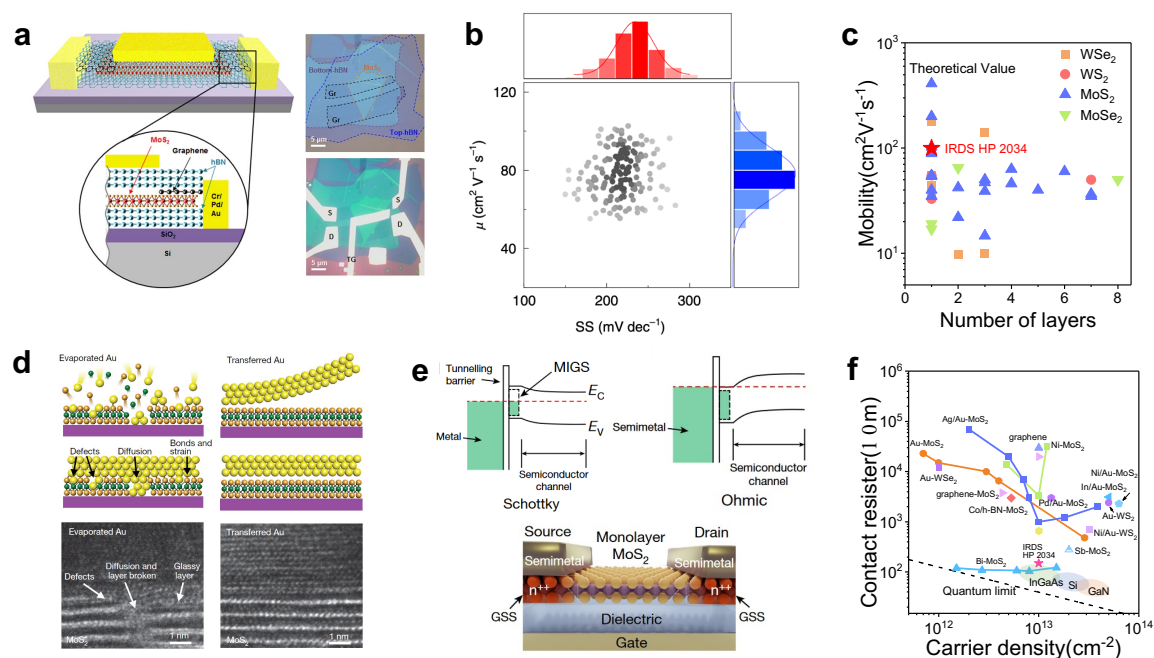 a
MoS₂
Graphene
hBN
Cr/
Pd/
Au
SiO₂
Si
Bottom-hBN
MoS₂
Gr
Gr
Top-hBN
5 μm
S
S
D
D
TG
5 μm
b
120
100
80
60
40
μ (cm² V⁻¹ s⁻¹)
100
200
300
SS (mV dec⁻¹)
c
10³
10²
10¹
Mobility(cm²V⁻¹s⁻¹)
Theoretical Value
WSe₂
WS₂
MoS₂
MoSe₂
IRDS HP 2034
0
2
4
6
8
Number of layers
d
Evaporated Au
Transferred Au
Defects
Diffusion
Bonds and
strain
Evaporated Au
Transferred Au
Defects
Diffusion and
layer broken
Glassy
layer
MoS₂
1 nm
MoS₂
1 nm
e
Tunnelling
barrier
MIGS
E_C
E_V
Metal
Semiconductor
channel
Schottky
Semimetal
Semiconductor
channel
Ohmic
Source
Monolayer
MoS₂
Drain
Semimetal
Semimetal
n⁺⁺
n⁺⁺
GSS
GSS
Dielectric
Gate
f
10⁶
10⁵
10⁴
10³
10²
10¹
Contact resister(1 0m)
Ag/Au-MoS₂
graphene
Au-MoS₂
Ni-MoS₂
Au-WSe₂
Ni/Au-MoS₂
In/Au-MoS₂
graphene-MoS₂
Pd/Au-MoS₂
Co/h-BN-MoS₂
Au-WS₂
Ni/Au-WS₂
IRDS
HP 2034
Sb-MoS₂
Bi-MoS₂
InGaAs
Si
GaN
Quantum limit
10¹²
10¹³
10¹⁴
Carrier density(cm⁻²)